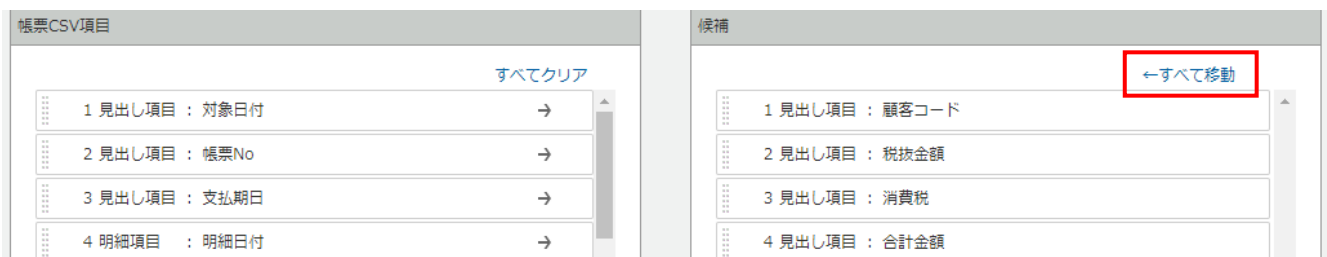 帳票CSV項目
すべてクリア
1 見出し項目 : 対象日付 →
2 見出し項目 : 帳票No →
3 見出し項目 : 支払期日 →
4 明細項目 : 明細日付 →
候補
←すべて移動
1 見出し項目 : 顧客コード
2 見出し項目 : 税抜金額
3 見出し項目 : 消費税
4 見出し項目 : 合計金額